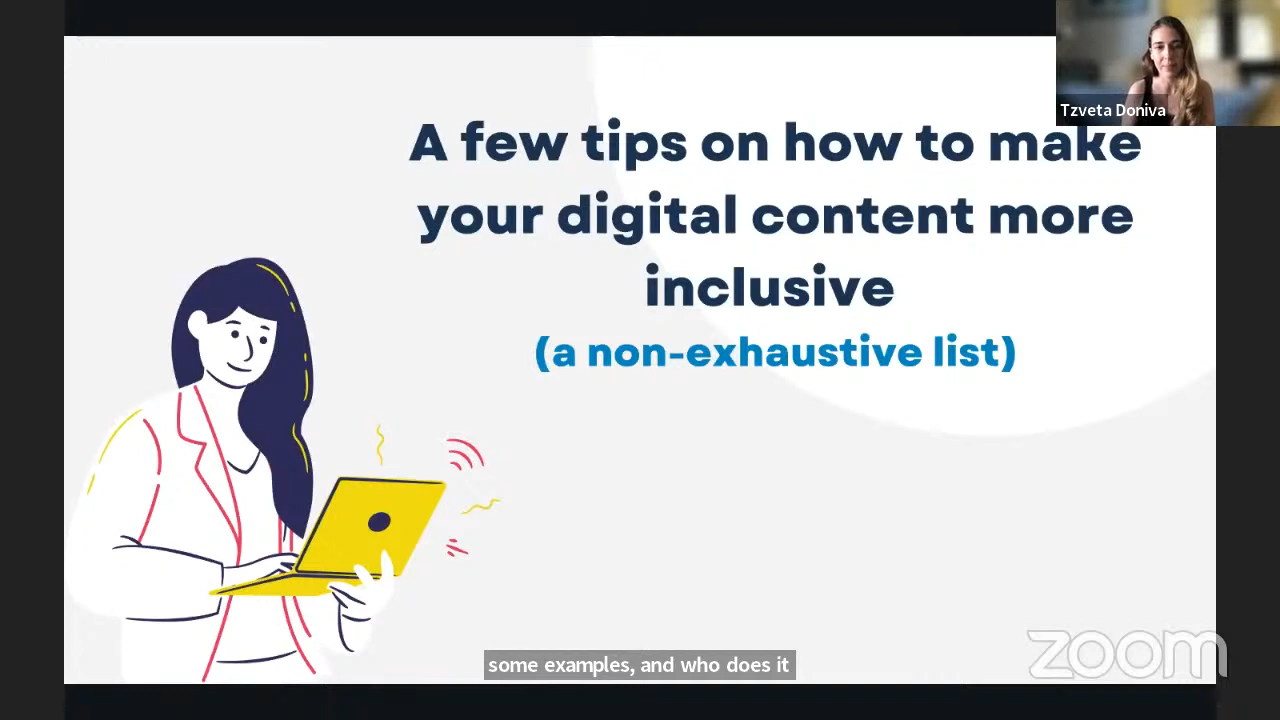 Tzveta Doniva
A few tips on how to make
your digital content more
inclusive
(a non-exhaustive list)
some examples, and who does it
zoom